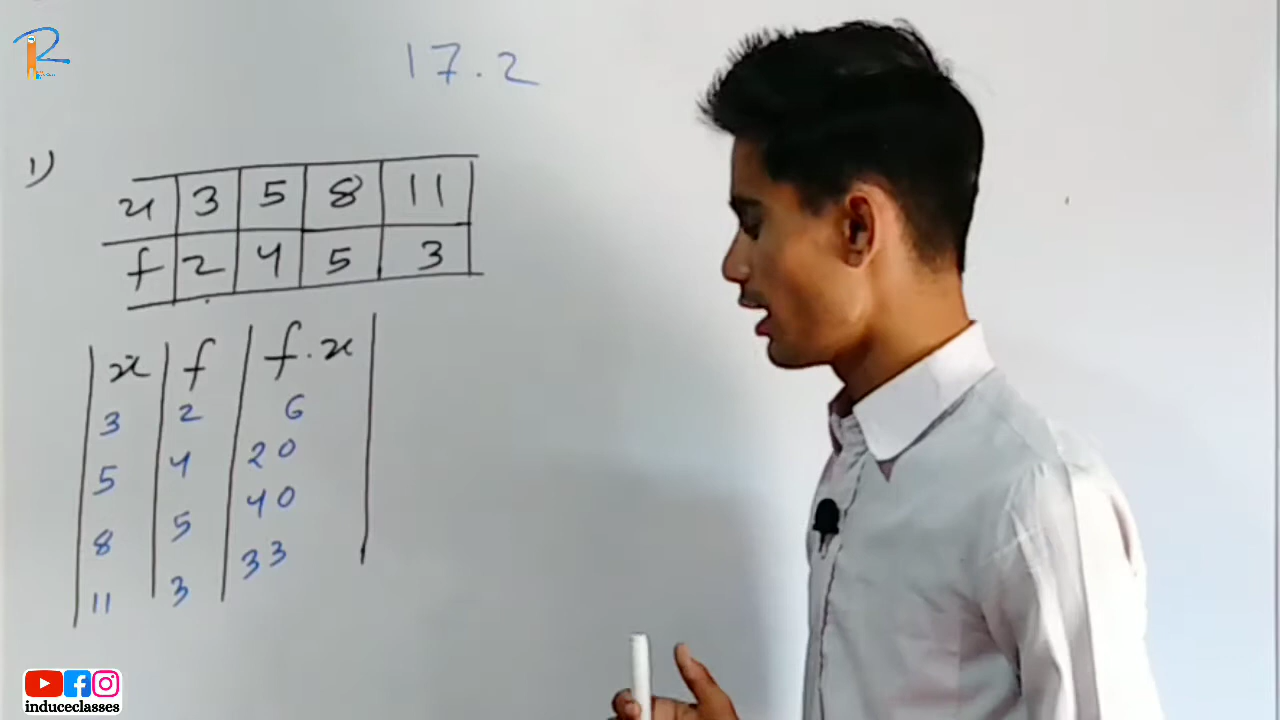 17.2
1)
x 3 5 8 11
f 2 4 5 3
x f f.x
3 2 6
5 4 20
8 5 40
11 3 33
induceclasses